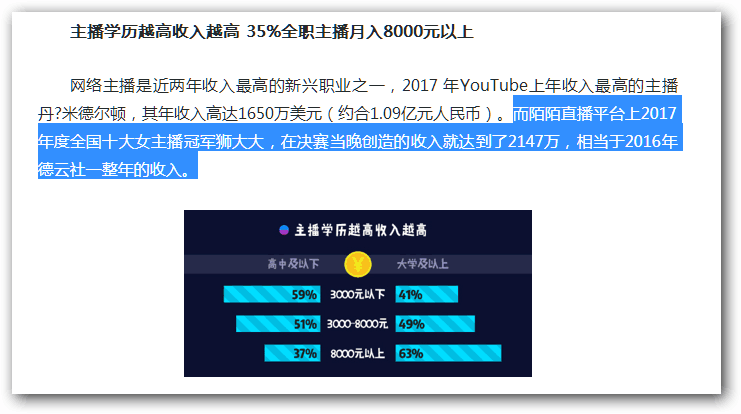 主播学历越高收入越高 35%全职主播月入8000元以上
网络主播是近两年收入最高的新兴职业之一，2017 年YouTube上年收入最高的主播
丹?米德尔顿，其年收入高达1650万美元（约合1.09亿元人民币）。而陌陌直播平台上2017
年度全国十大女主播冠军狮大大，在决赛当晚创造的收入就达到了2147万，相当于2016年
德云社一整年的收入。
主播学历越高收入越高
高中及以下 ¥ 大学及以上
59% 3000元以下 41%
51% 3000-8000元 49%
37% 8000元以上 63%